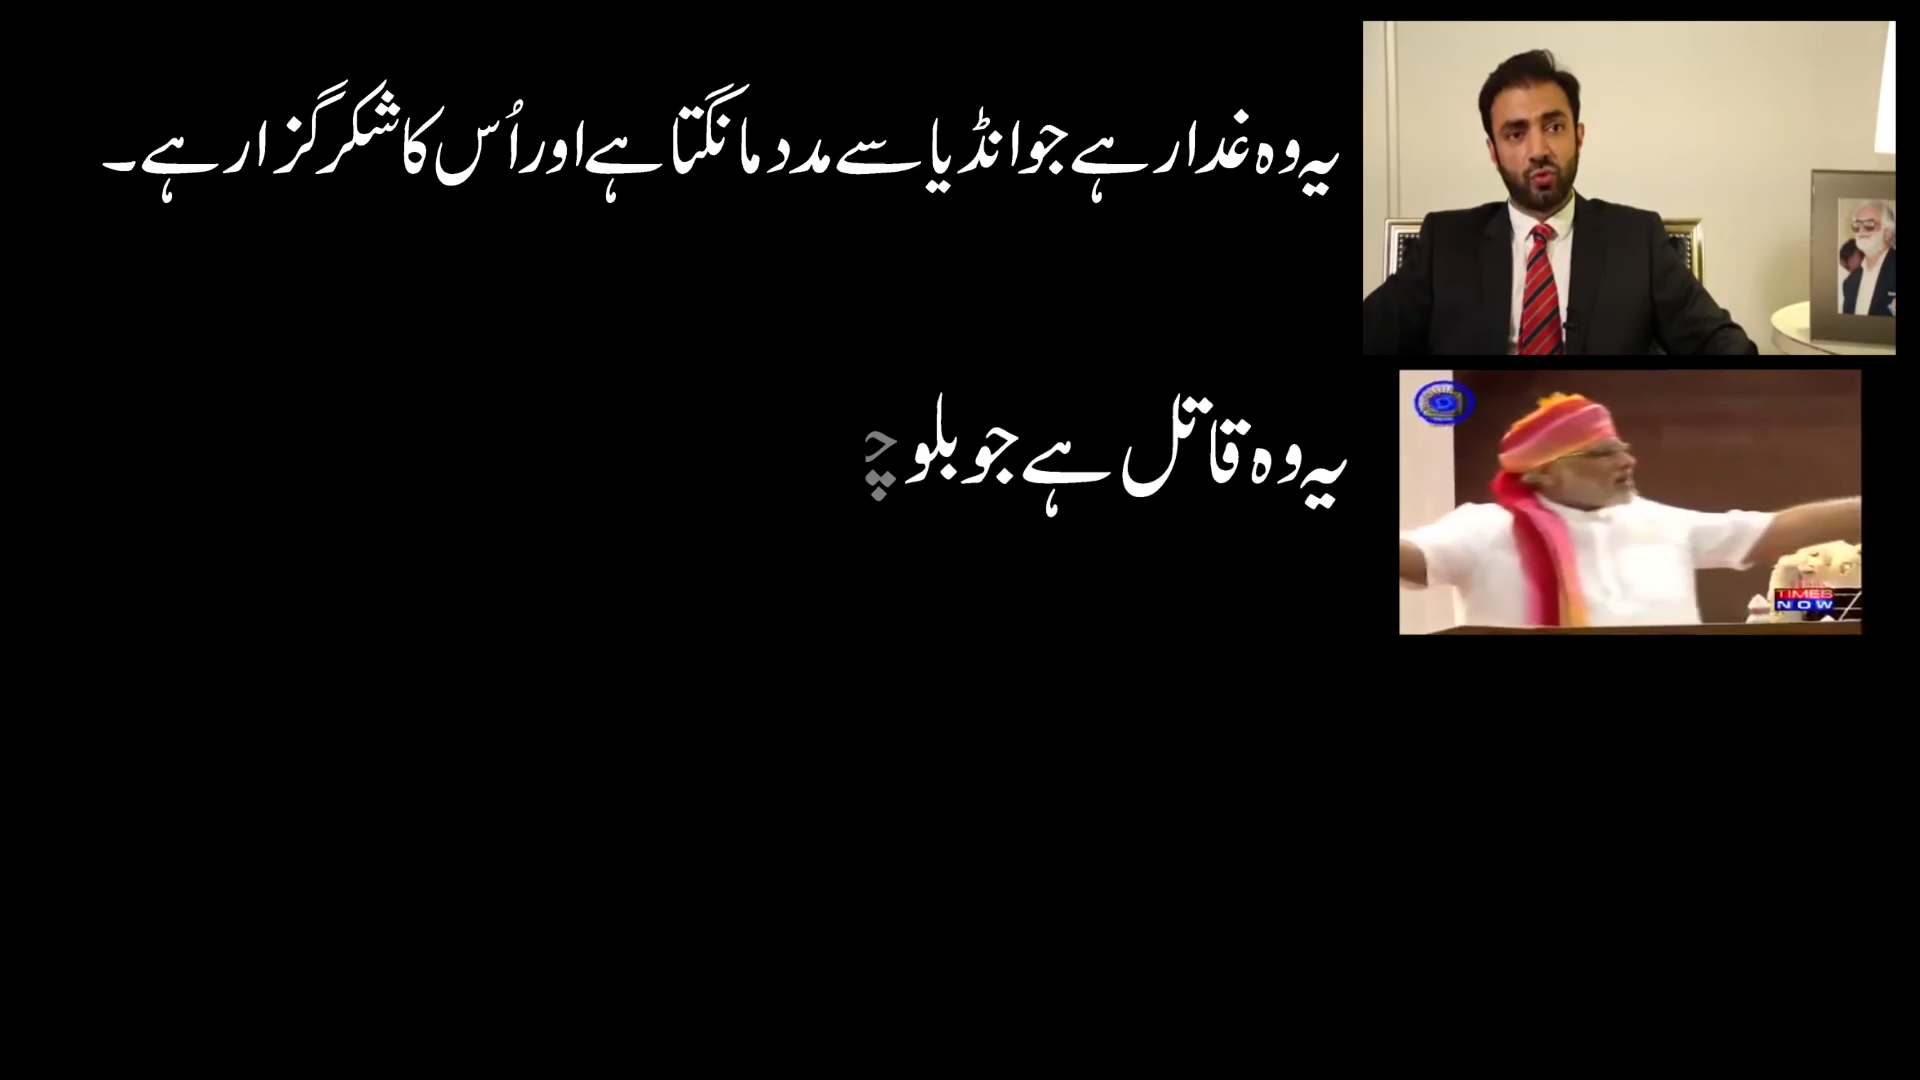 یہ وہ غدار ہے جو انڈیا سے مدد مانگتا ہے اور اُس کا شکر گزار ہے۔
یہ وہ قاتل ہے جو بلوچ
TIMES
NOW